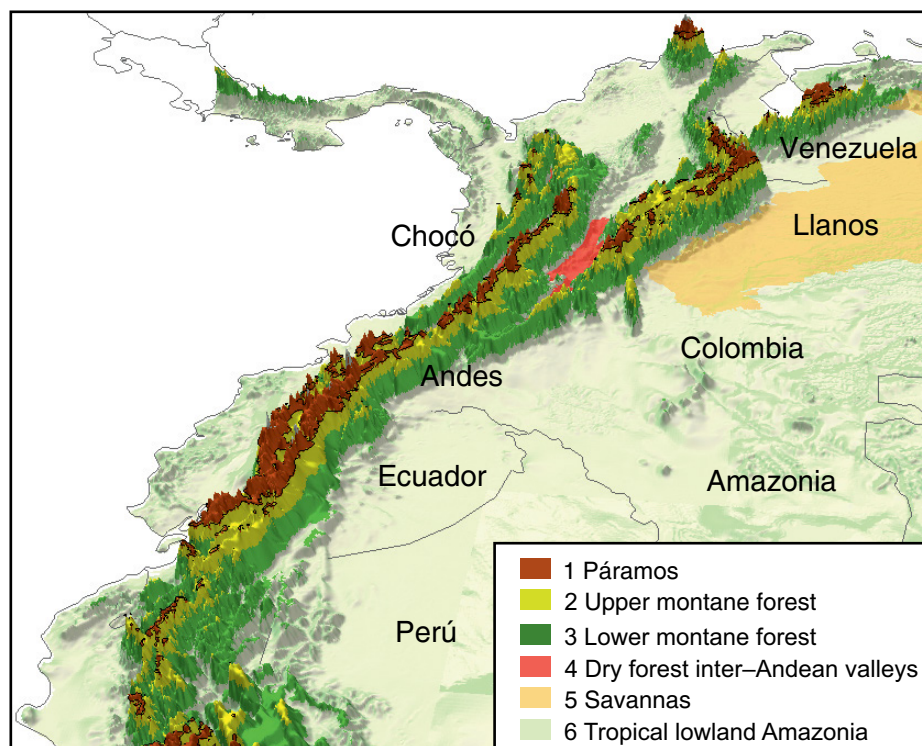 Venezuela
Llanos
Chocó
Colombia
Andes
Ecuador
Amazonia
Perú
1 Páramos
2 Upper montane forest
3 Lower montane forest
4 Dry forest inter–Andean valleys
5 Savannas
6 Tropical lowland Amazonia